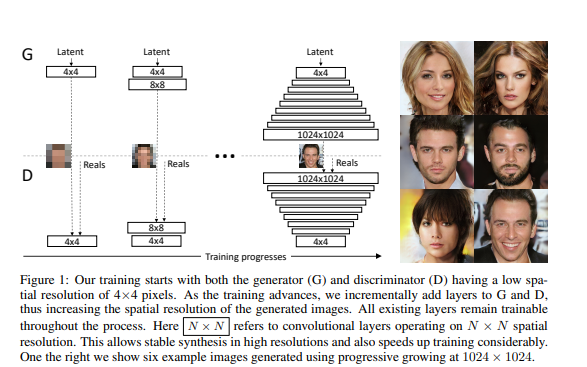 G
Latent
Latent
Latent
4x4
4x4
4x4
8x8
1024x1024
Reals
Reals
•••
Reals
D
1024x1024
8x8
4x4
4x4
4x4
Training progresses
Figure 1: Our training starts with both the generator (G) and discriminator (D) having a low spa-
tial resolution of 4×4 pixels. As the training advances, we incrementally add layers to G and D,
thus increasing the spatial resolution of the generated images. All existing layers remain trainable
throughout the process. Here N × N refers to convolutional layers operating on N × N spatial
resolution. This allows stable synthesis in high resolutions and also speeds up training considerably.
One the right we show six example images generated using progressive growing at 1024 × 1024.